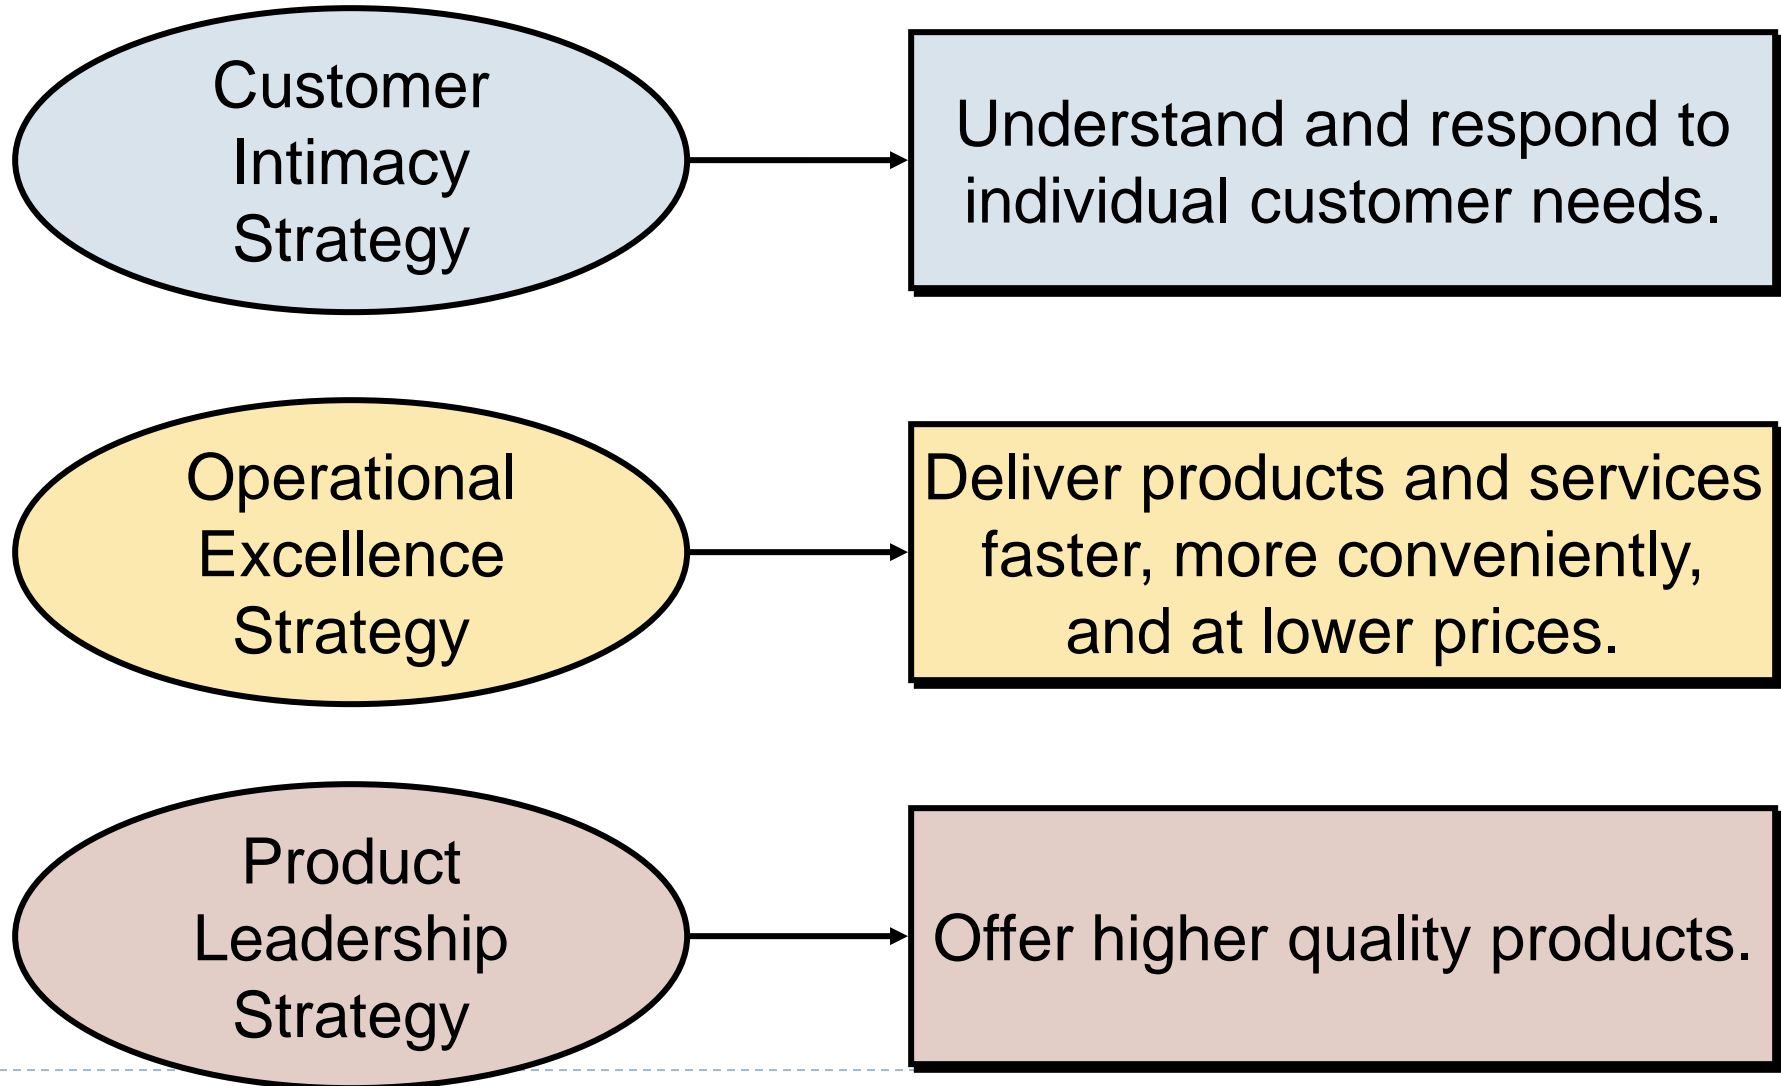 Customer
Intimacy
Strategy
Understand and respond to
individual customer needs.
Operational
Excellence
Strategy
Deliver products and services
faster, more conveniently,
and at lower prices.
Product
Leadership
Strategy
Offer higher quality products.